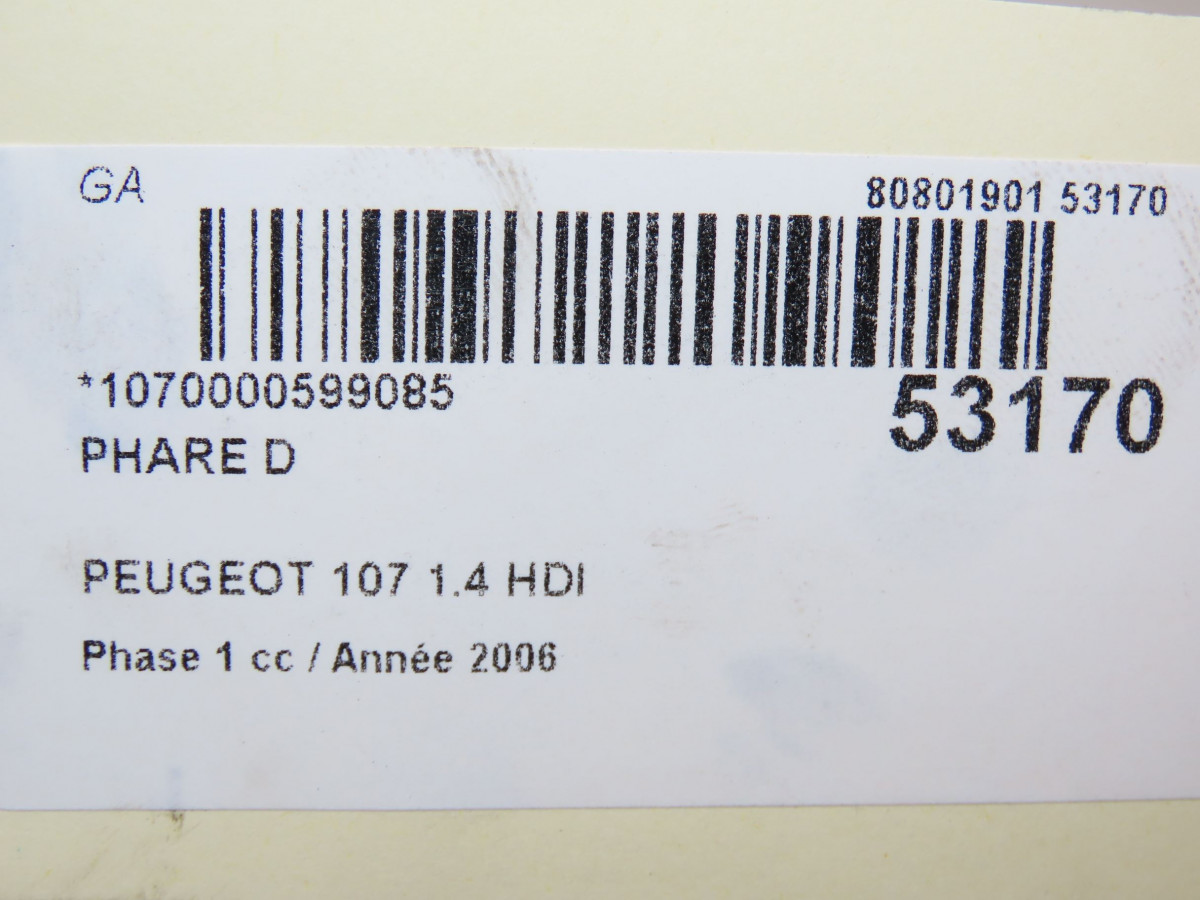 GA
80801901 53170
*1070000599085
53170
PHARE D
PEUGEOT 107 1.4 HDI
Phase 1 cc / Année 2006